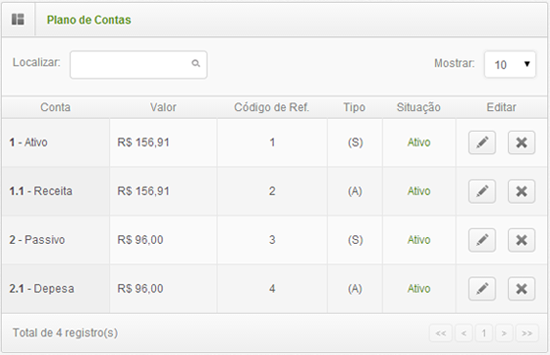 Plano de Contas
Localizar: Mostrar: 10
Conta Valor Código de Ref. Tipo Situação Editar
1 - Ativo R$ 156,91 1 (S) Ativo
1.1 - Receita R$ 156,91 2 (A) Ativo
2 - Passivo R$ 96,00 3 (S) Ativo
2.1 - Depesa R$ 96,00 4 (A) Ativo
Total de 4 registro(s) << < 1 > >>